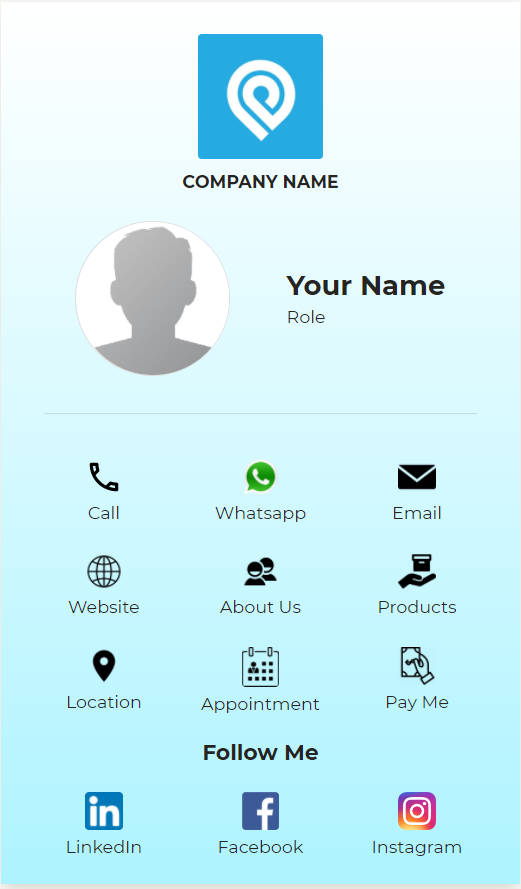 COMPANY NAME
Your Name
Role
Call
Whatsapp
Email
Website
About Us
Products
Location
Appointment
Pay Me
Follow Me
LinkedIn
Facebook
Instagram